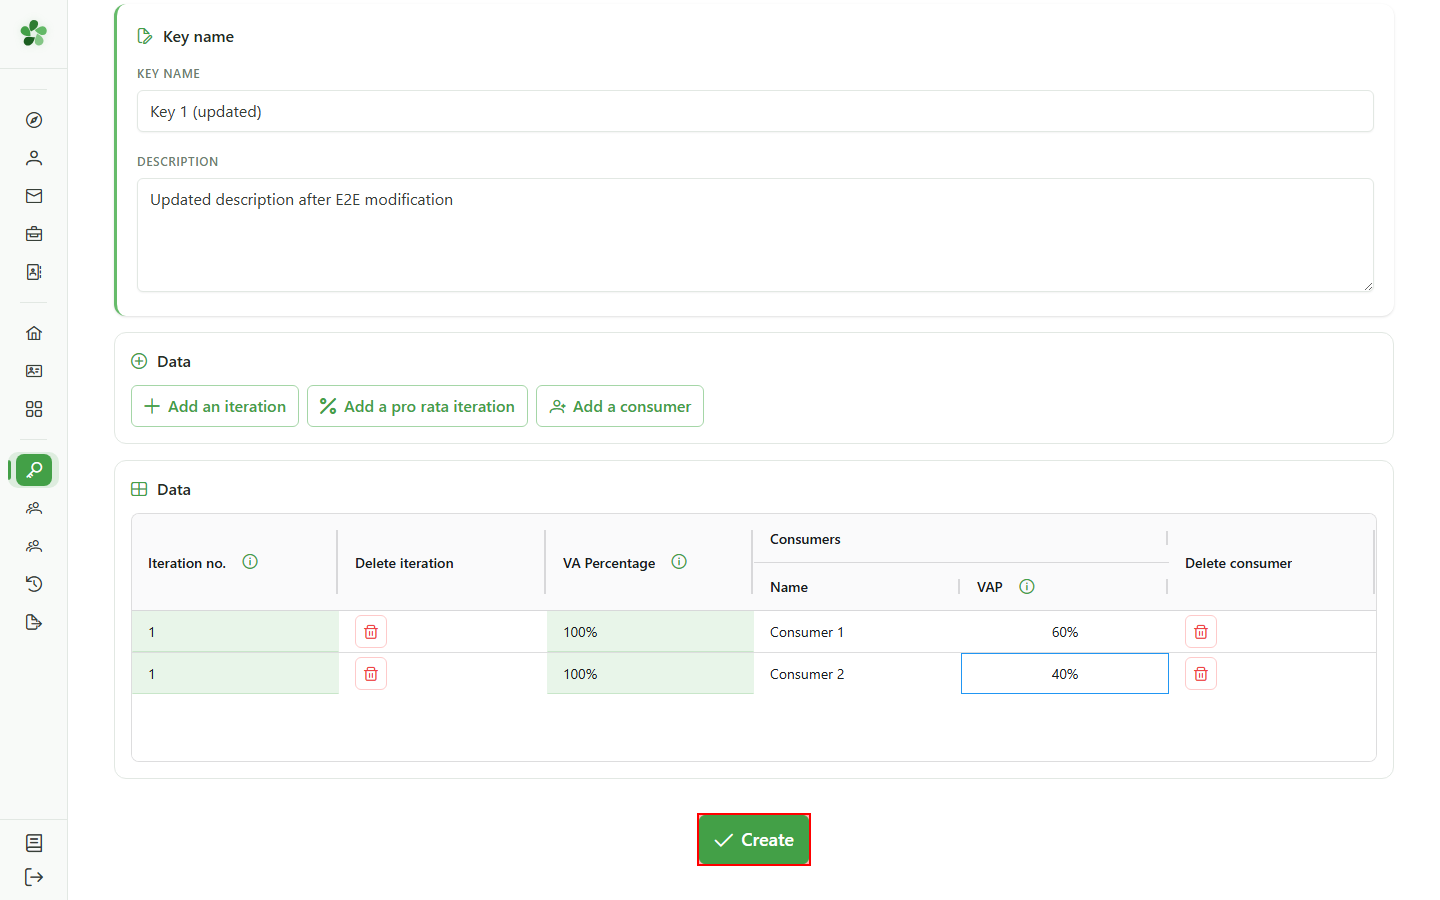 Key name
KEY NAME
Key 1 (updated)
DESCRIPTION
Updated description after E2E modification
Data
Add an iteration
Add a pro rata iteration
Add a consumer
Data
Iteration no.
Delete iteration
VA Percentage
Consumers
Name
VAP
Delete consumer
1
100%
Consumer 1
60%
1
100%
Consumer 2
40%
Create